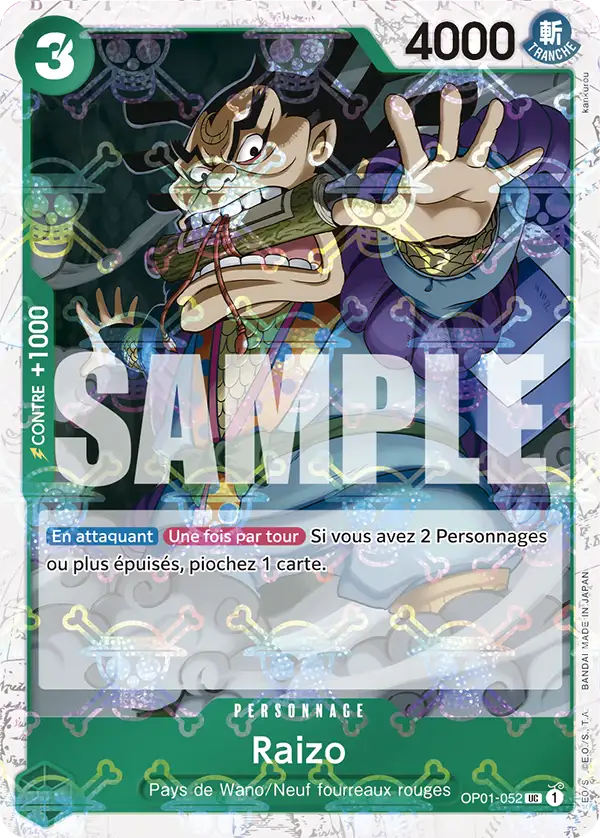 3
4000
斬
TRANCHE
kankurou
CONTRE +1000
SAMPLE
En attaquant Une fois par tour Si vous avez 2 Personnages
ou plus épuisés, piochez 1 carte.
BANDAI MADE IN JAPAN
PERSONNAGE
Raizo
Pays de Wano/Neuf fourreaux rouges
OP01-052 UC 1